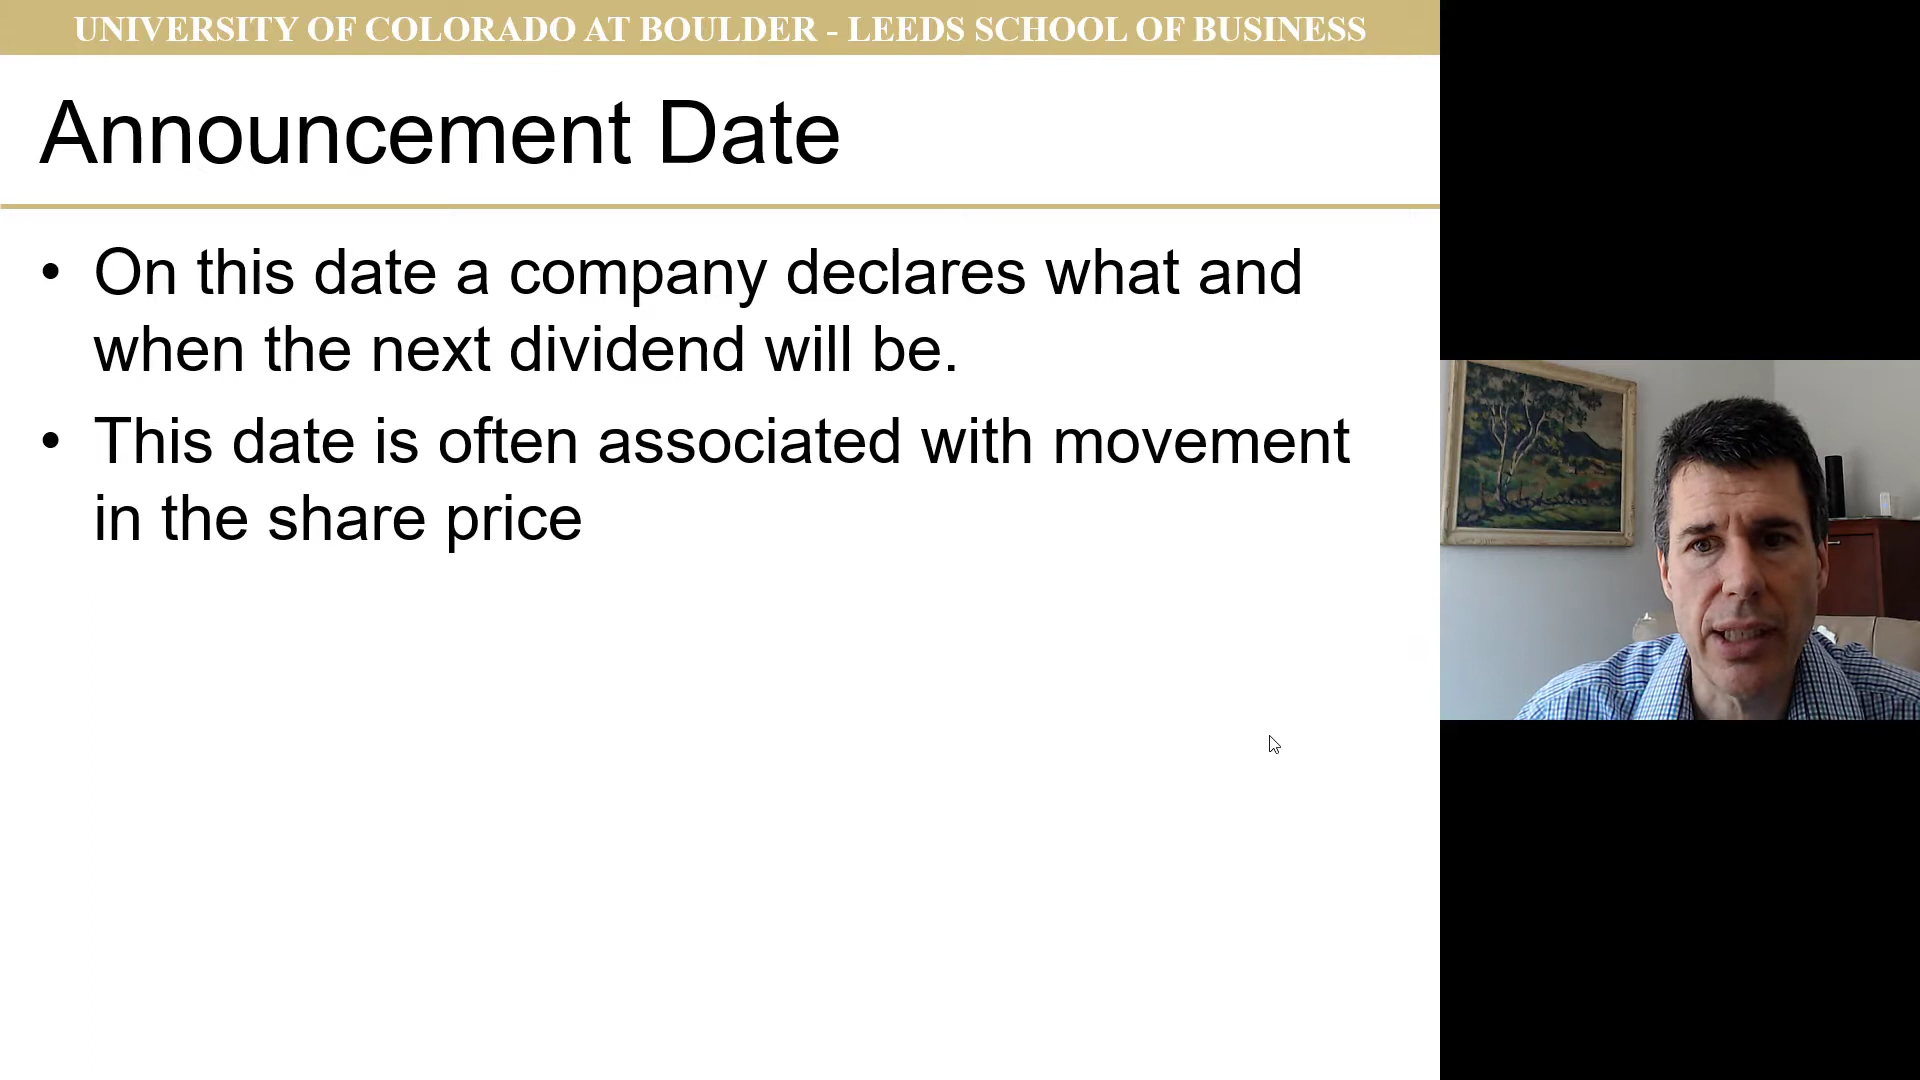 UNIVERSITY OF COLORADO AT BOULDER - LEEDS SCHOOL OF BUSINESS
Announcement Date
• On this date a company declares what and
when the next dividend will be.
• This date is often associated with movement
in the share price